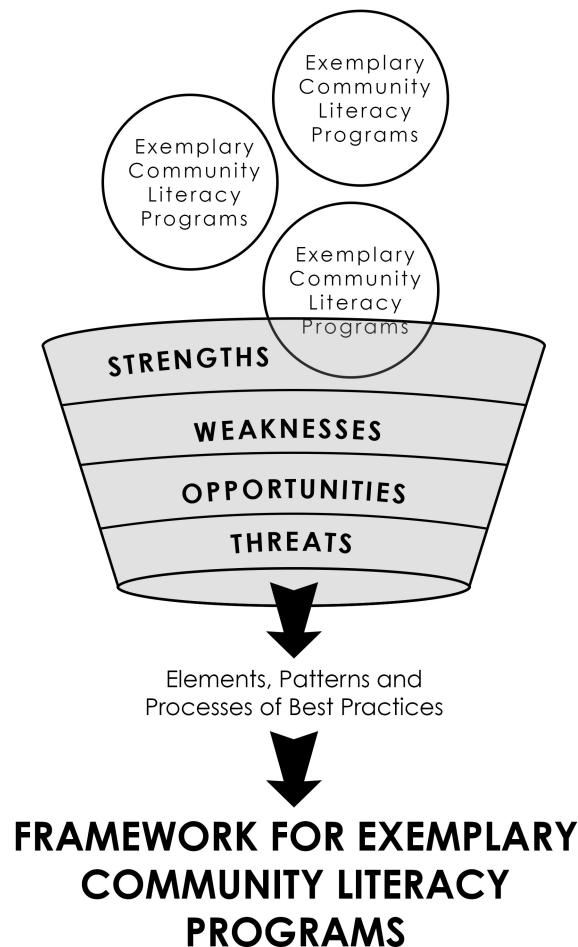 Exemplary
Community
Literacy
Programs
Exemplary
Community
Literacy
Programs
Exemplary
Community
Literacy
Programs
STRENGTHS
WEAKNESSES
OPPORTUNITIES
THREATS
Elements, Patterns and
Processes of Best Practices
FRAMEWORK FOR EXEMPLARY
COMMUNITY LITERACY
PROGRAMS